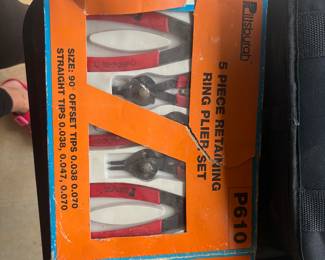 Pittsburgh
5 PIECE RETAINING
RING PLIER SET
P610
SIZE: 90° OFFSET TIPS 0.038 0.070
STRAIGHT TIPS 0.038, 0.047, 0.070